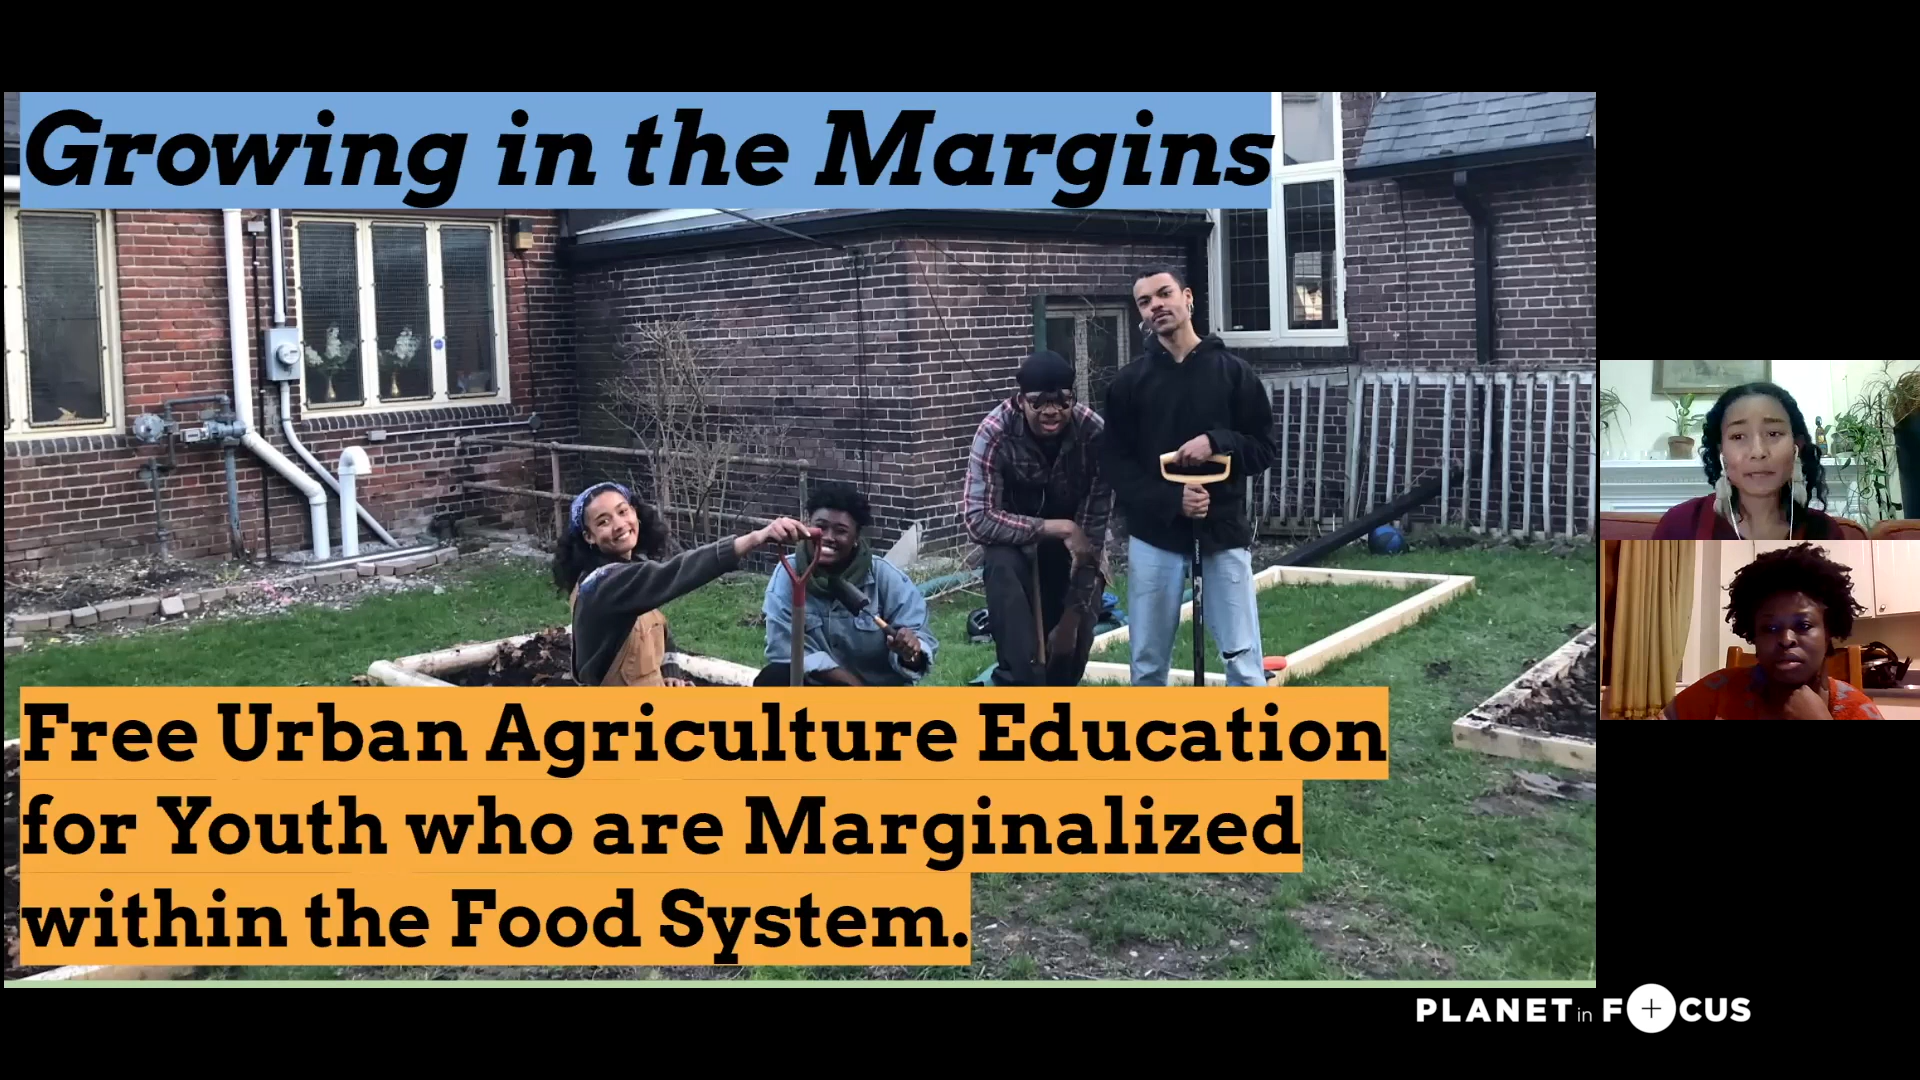 Growing in the Margins
Free Urban Agriculture Education
for Youth who are Marginalized
within the Food System.
PLANET in FOCUS